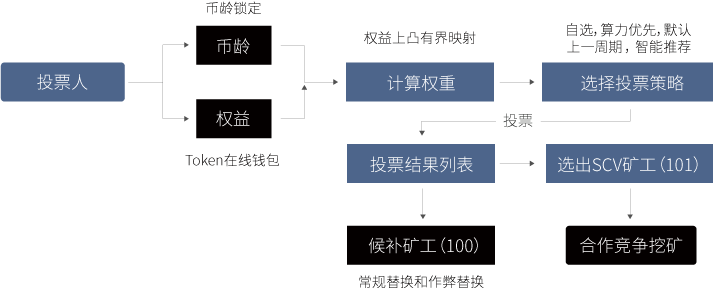 币龄锁定
币龄
投票人
权益
Token在线钱包
权益上凸有界映射
计算权重
自选，算力优先，默认
上一周期，智能推荐
选择投票策略
投票
投票结果列表
选出SCV矿工(101)
候补矿工(100)
常规替换和作弊替换
合作竞争挖矿